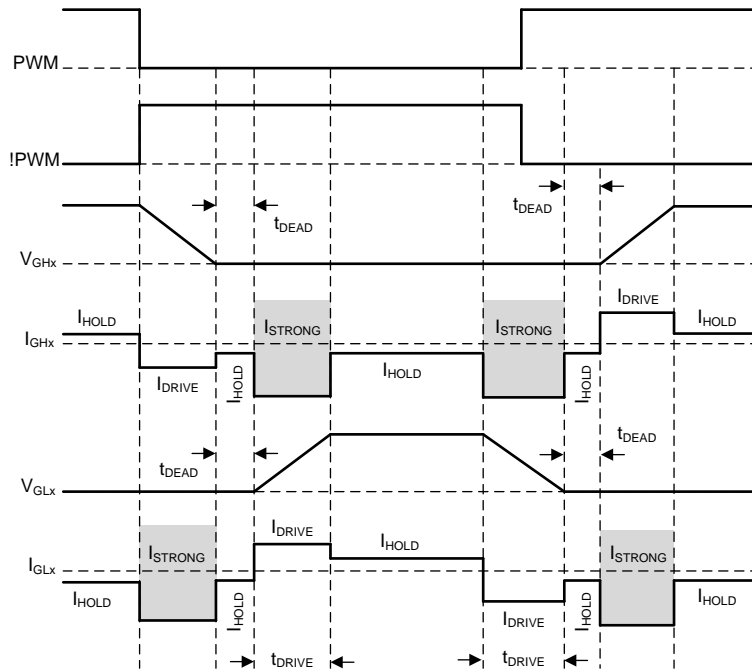 PWM
!PWM
tDEAD
tDEAD
VGHx
IHOLD
IDRIVE
IHOLD
ISTRONG
ISTRONG
IGHx
IDRIVE
IHOLD
IHOLD
IHOLD
tDEAD
tDEAD
VGLx
IDRIVE
ISTRONG
IHOLD
ISTRONG
IGLx
IHOLD
IHOLD
IDRIVE
IHOLD
IHOLD
tDRIVE
tDRIVE